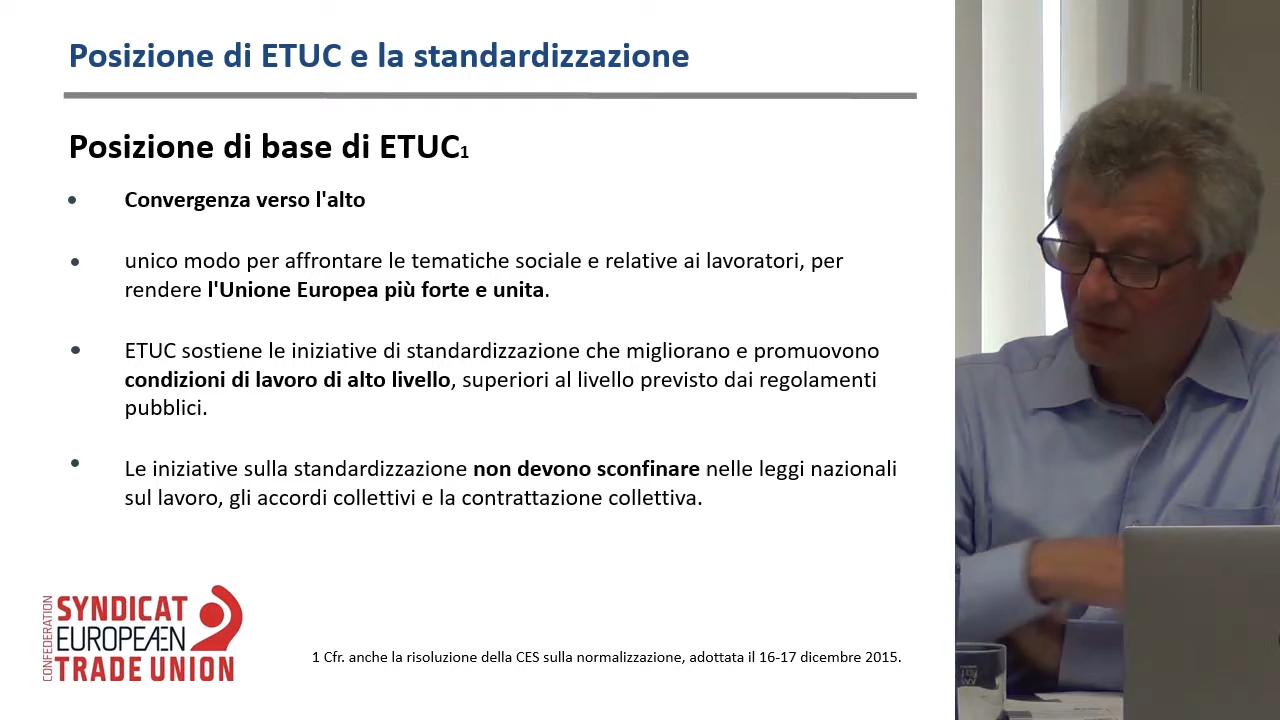 Posizione di ETUC e la standardizzazione
Posizione di base di ETUC1
• Convergenza verso l'alto
• unico modo per affrontare le tematiche sociale e relative ai lavoratori, per
rendere l'Unione Europea più forte e unita.
• ETUC sostiene le iniziative di standardizzazione che migliorano e promuovono
condizioni di lavoro di alto livello, superiori al livello previsto dai regolamenti
pubblici.
• Le iniziative sulla standardizzazione non devono sconfinare nelle leggi nazionali
sul lavoro, gli accordi collettivi e la contrattazione collettiva.
CONFEDERATION
SYNDICAT
EUROPEÆN
TRADE UNION
1 Cfr. anche la risoluzione della CES sulla normalizzazione, adottata il 16-17 dicembre 2015.